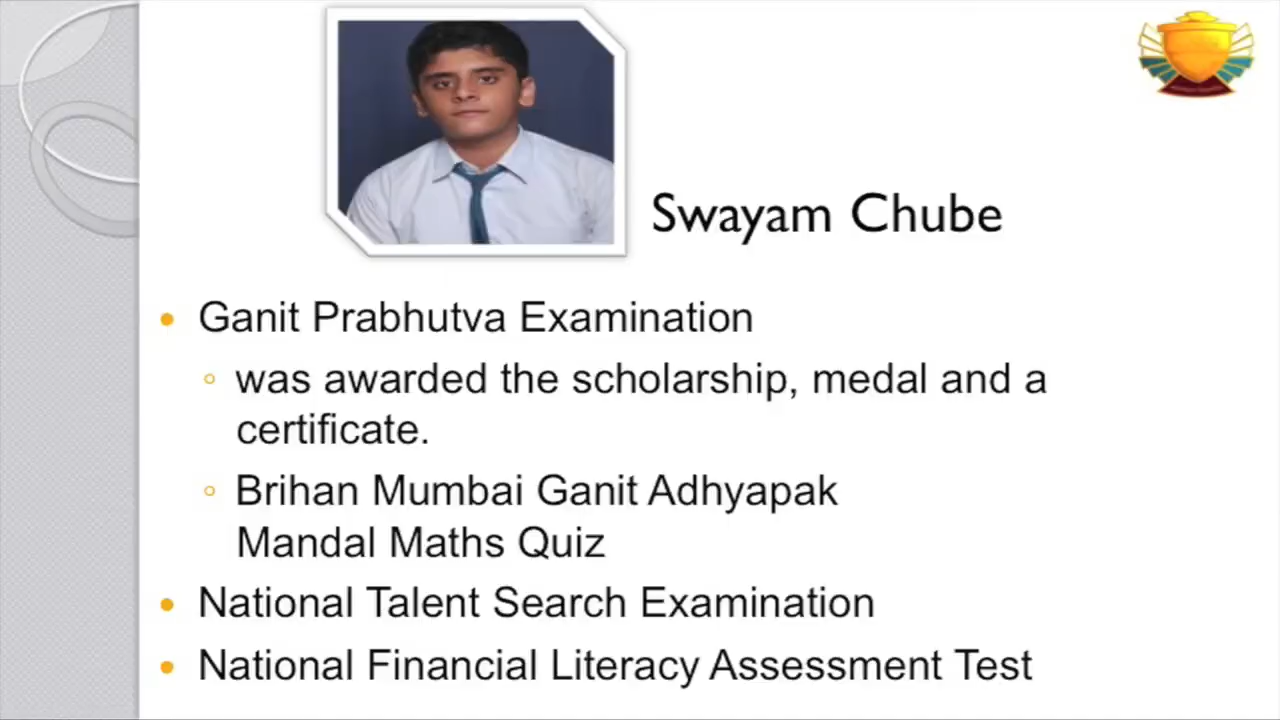 Swayam Chube
• Ganit Prabhutva Examination
◦ was awarded the scholarship, medal and a
certificate.
◦ Brihan Mumbai Ganit Adhyapak
Mandal Maths Quiz
• National Talent Search Examination
• National Financial Literacy Assessment Test